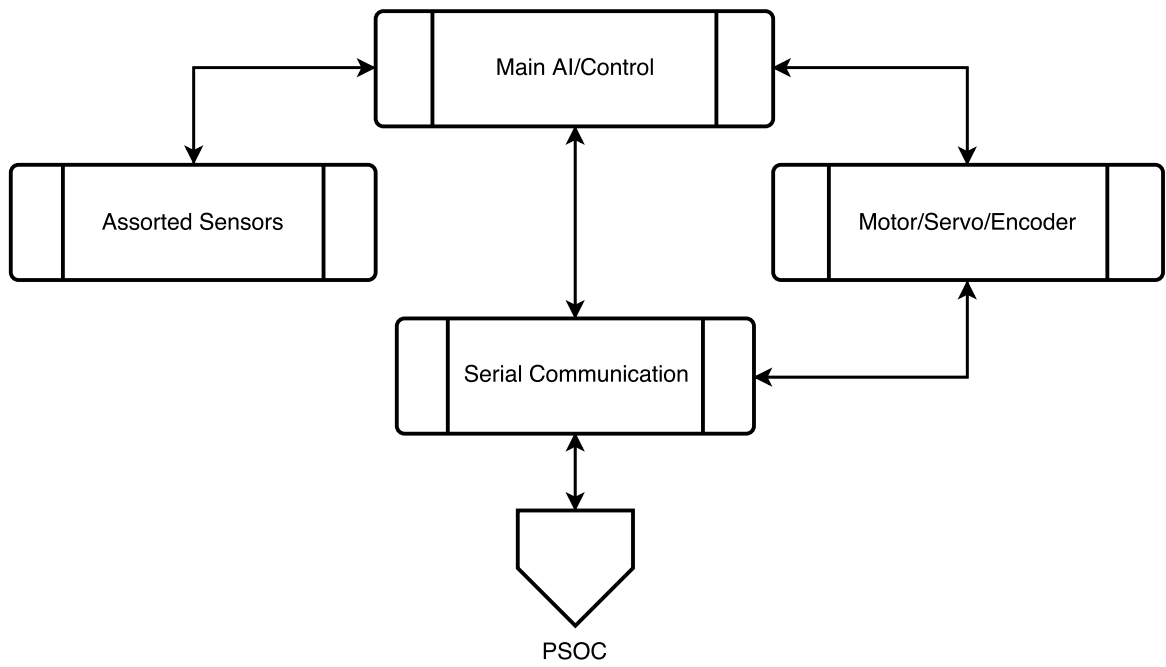 Main AI/Control
Assorted Sensors
Motor/Servo/Encoder
Serial Communication
PSOC